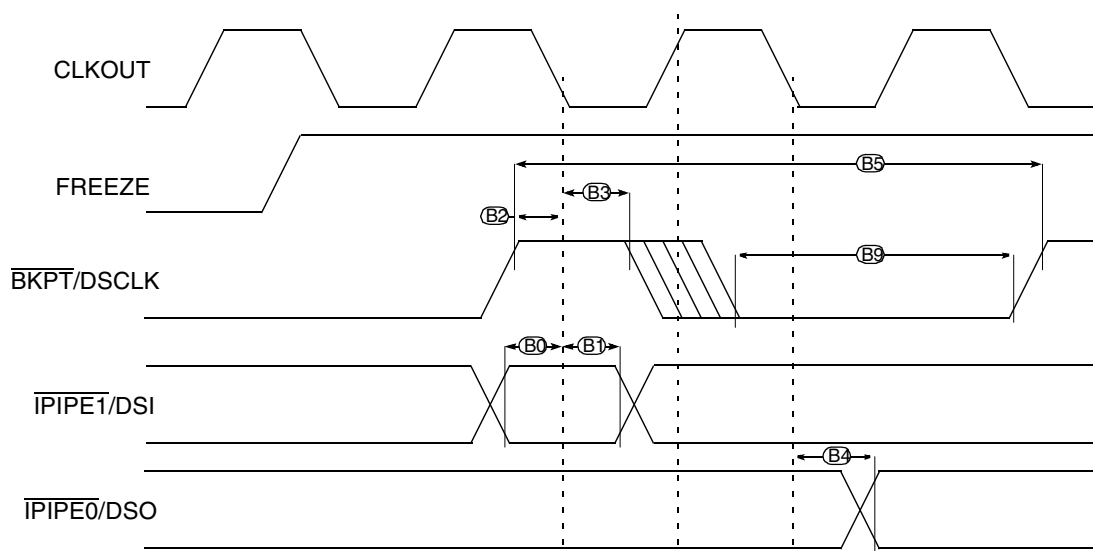 CLKOUT
FREEZE
B5
B3
B2
BKPT/DSCLK
B9
B0
B1
IPIPE1/DSI
B4
IPIPE0/DSO